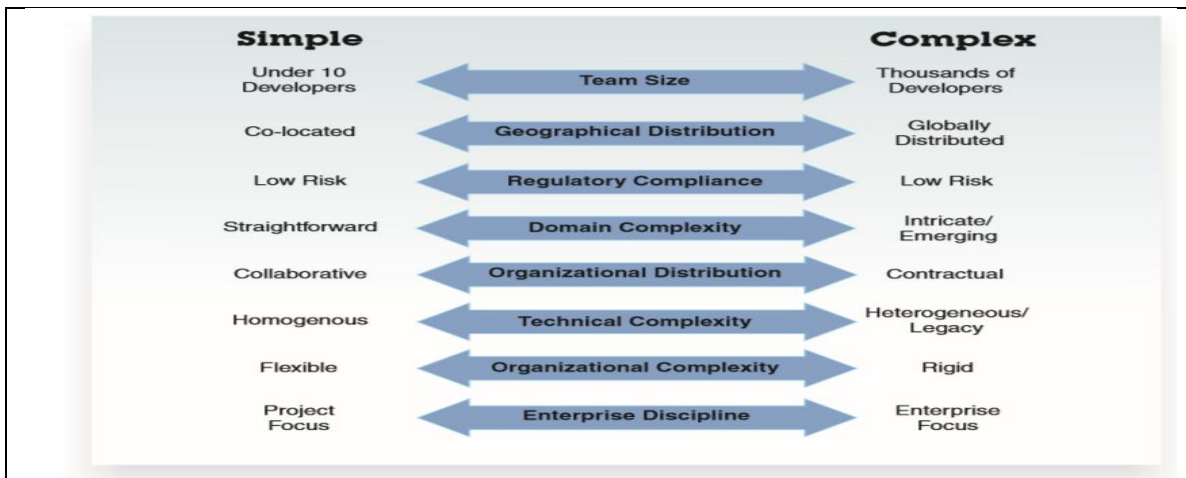 Simple Complex
Under 10
Developers
Team Size
Thousands of
Developers
Co-located
Geographical Distribution
Globally
Distributed
Low Risk Regulatory Compliance Low Risk
Straightforward
Domain Complexity
Intricate/
Emerging
Collaborative Organizational Distribution Contractual
Homogenous
Technical Complexity
Heterogeneous/
Legacy
Flexible Organizational Complexity Rigid
Project
Focus
Enterprise Discipline
Enterprise
Focus